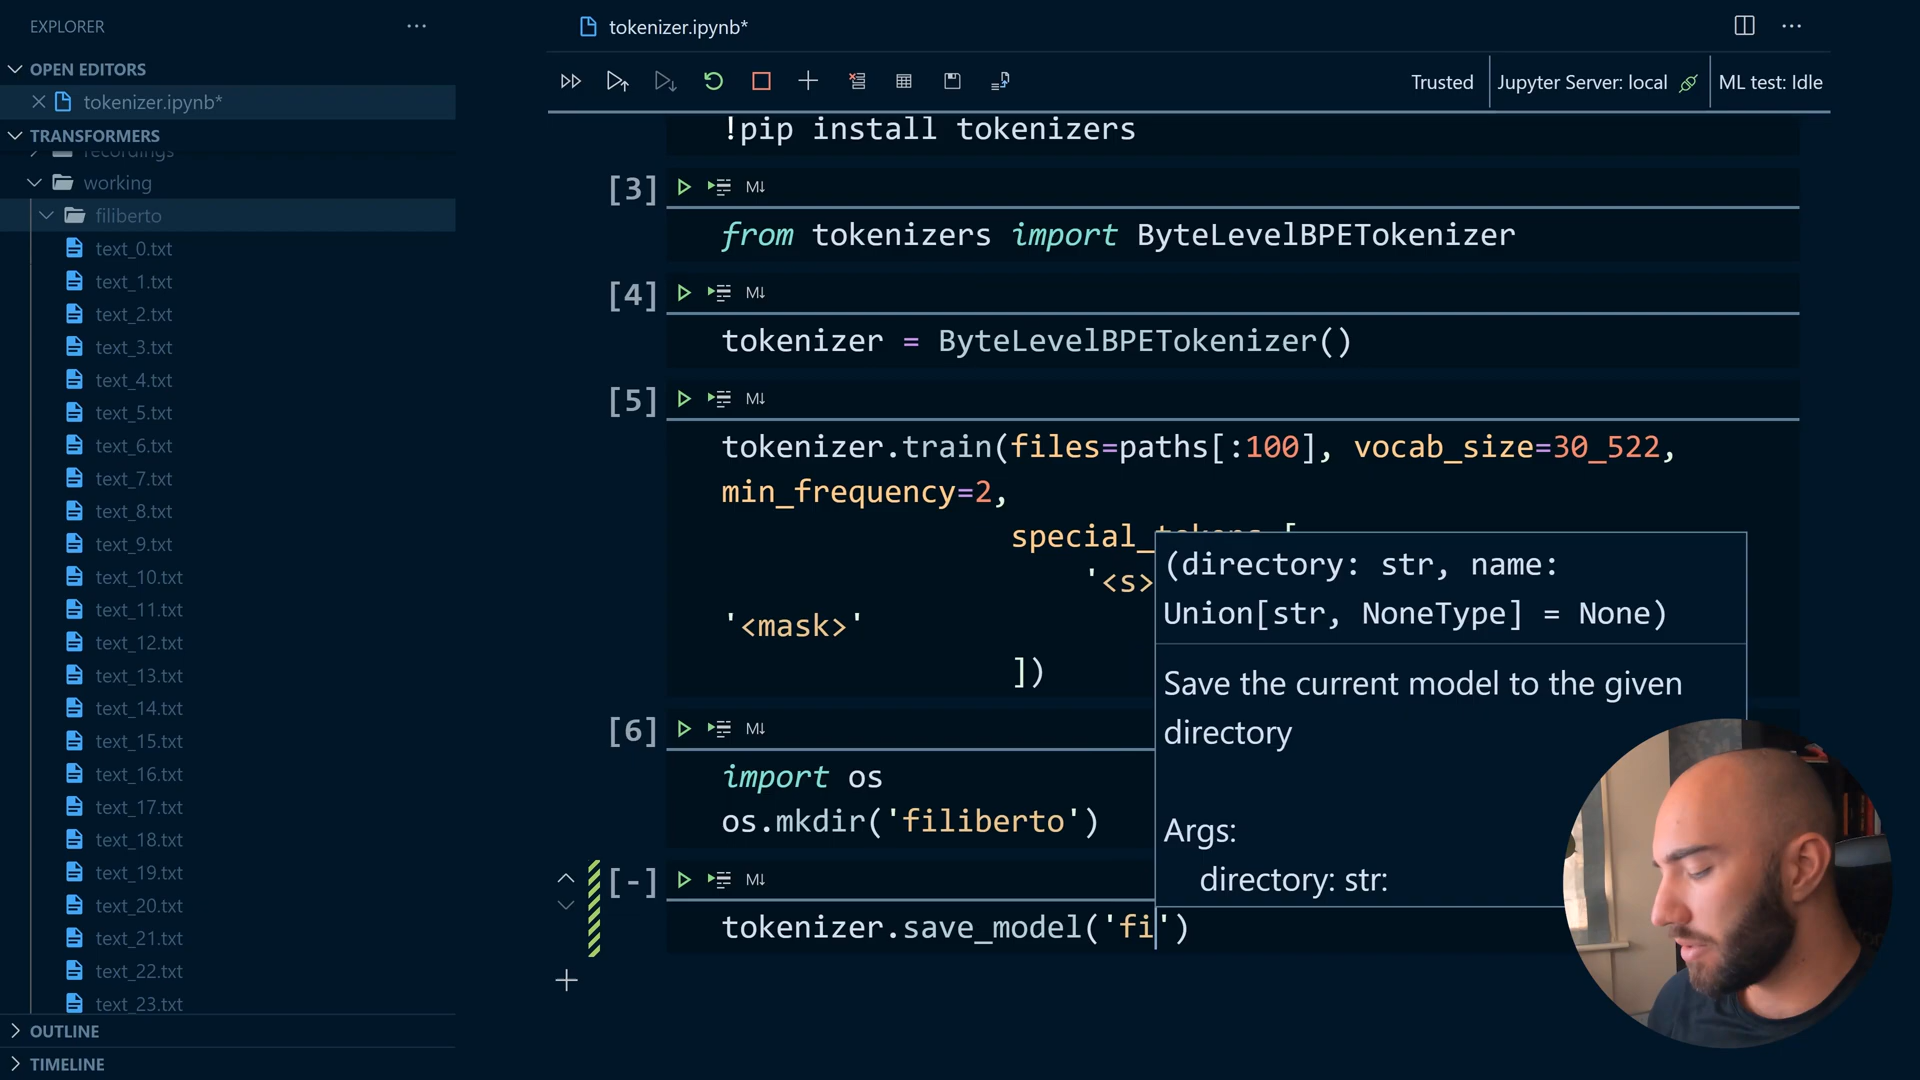 EXPLORER
OPEN EDITORS
tokenizer.ipynb*
TRANSFORMERS
recordings
working
filiberto
text_0.txt
text_1.txt
text_2.txt
text_3.txt
text_4.txt
text_5.txt
text_6.txt
text_7.txt
text_8.txt
text_9.txt
text_10.txt
text_11.txt
text_12.txt
text_13.txt
text_14.txt
text_15.txt
text_16.txt
text_17.txt
text_18.txt
text_19.txt
text_20.txt
text_21.txt
text_22.txt
text_23.txt
OUTLINE
TIMELINE
tokenizer.ipynb*
Trusted
Jupyter Server: local
ML test: Idle
!pip install tokenizers
[3] M↓
from tokenizers import ByteLevelBPETokenizer
[4] M↓
tokenizer = ByteLevelBPETokenizer()
[5] M↓
tokenizer.train(files=paths[:100], vocab_size=30_522,
min_frequency=2,
special_tokens [
'<s>
'<mask>'
])
(directory: str, name:
Union[str, NoneType] = None)
Save the current model to the given
directory
Args:
directory: str:
[6] M↓
import os
os.mkdir('filiberto')
[-] M↓
tokenizer.save_model('fi')